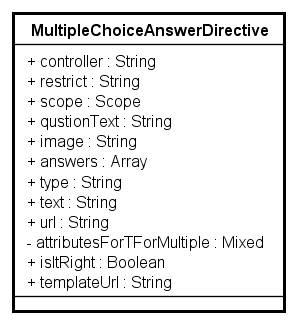 MultipleChoiceAnswerDirective
+ controller : String
+ restrict : String
+ scope : Scope
+ qustionText : String
+ image : String
+ answers : Array
+ type : String
+ text : String
+ url : String
- attributesForTForMultiple : Mixed
+ isItRight : Boolean
+ templateUrl : String